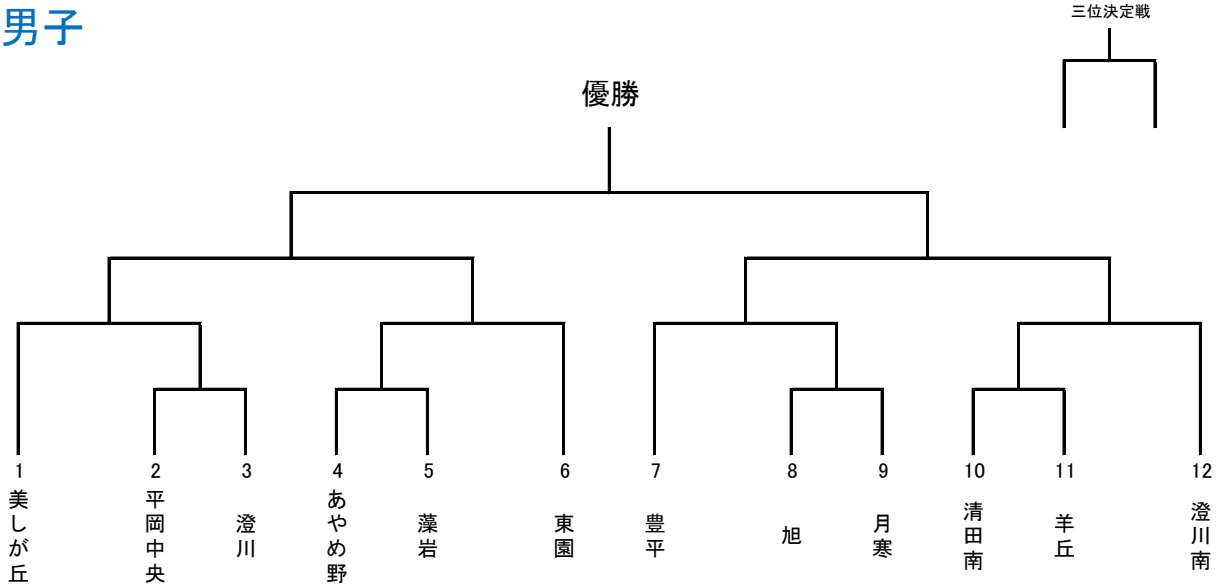 男子
三位決定戦
優勝
1 2 3 4 5 6 7 8 9 10 11 12
美しが丘
平岡中央
澄川
あやめ野
藻岩
東園
豊平
旭
月寒
清田南
羊丘
澄川南